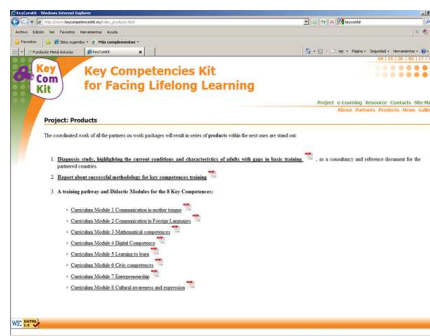 KeyComKit - Windows Internet Explorer
keycomkit
Archivo Edición Ver Favoritos Herramientas Ayuda
Favoritos Sitios sugeridos Más complementos
Fundación Metal Asturias KeyComKit Página Seguridad Herramientas
Key
Com
Kit
Key Competencies Kit
for Facing Lifelong Learning
Project e-Learning Resource Contacts Site
About Partners Products News
Project: Products
The coordinated work of all the partners on work packages will result in series of products within the next ones are stand out:
1. Diagnosis study, highlighting the current conditions and characteristics of adults with gaps in basic training , as a consultancy and reference document for the
partnered countries.
2. Report about successful methodology for key competences training
3. A training pathway and Didactic Modules for the 8 Key Competences:
Curriculum Module 1 Communication in mother tongue
Curriculum Module 2 Communication in Foreign Languages
Curriculum Module 3 Mathematical competences
Curriculum Module 4 Digital Competence
Curriculum Module 5 Learning to learn
Curriculum Module 6 Civic competences
Curriculum Module 7 Entrepreneurship
Curriculum Module 8 Cultural awareness and expression
W3C